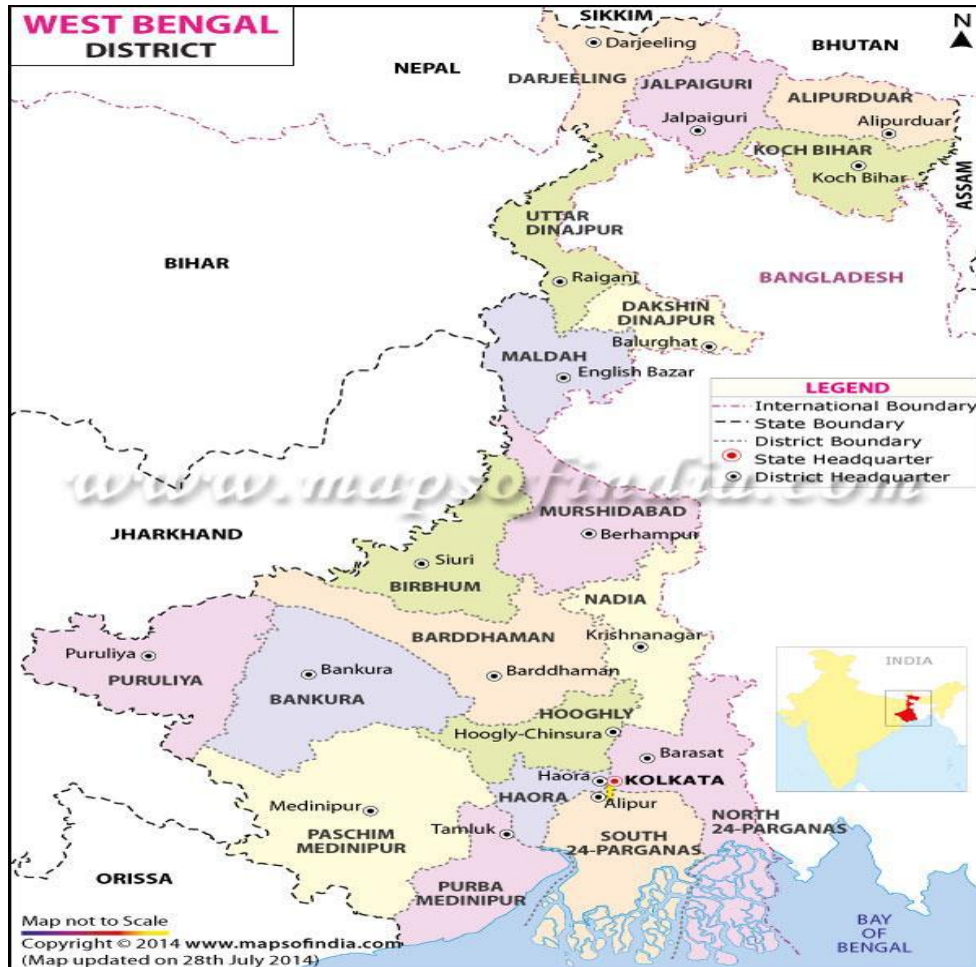 WEST BENGAL
DISTRICT
SIKKIM
N
Darjeeling
NEPAL
BHUTAN
DARJEELING
JALPAIGURI
ALIPURDUAR
Jalpaiguri
Alipurduar
KOCH BIHAR
Koch Bihar
ASSAM
UTTAR
DINAJPUR
BIHAR
BANGLADESH
Raiganj
DAKSHIN
DINAJPUR
Balurghat
MALDAH
English Bazar
LEGEND
International Boundary
State Boundary
District Boundary
State Headquarter
District Headquarter
www.mapsofindia.com
MURSHIDABAD
Berhampur
JHARKHAND
Siuri
BIRBHUM
NADIA
BARDDHAMAN
Krishnanagar
Puruliya
Bankura
Barddhaman
PURULIYA
BANKURA
INDIA
HOOGHLY
Hoogly-Chinsura
Barasat
Haora
KOLKATA
HAORA
Alipur
Medinipur
Tamluk
NORTH
24-PARGANAS
PASCHIM
MEDINIPUR
SOUTH
24-PARGANAS
ORISSA
PURBA
MEDINIPUR
BAY
OF
BENGAL
Map not to Scale
Copyright © 2014 www.mapsofindia.com
(Map updated on 28th July 2014)